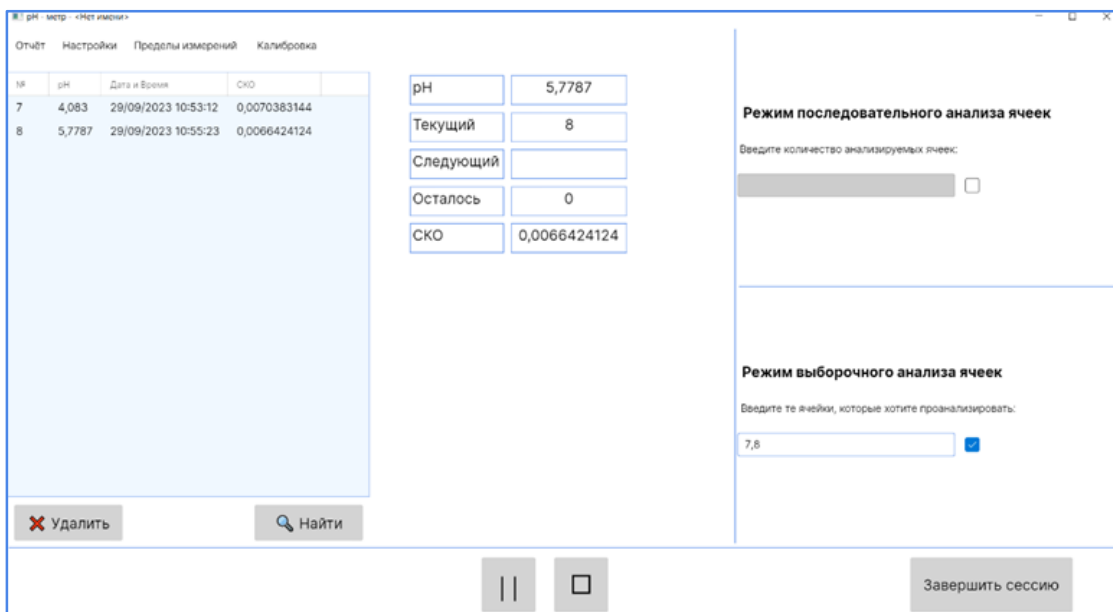 pH - метр - <Нет имени>
Отчёт Настройки Пределы измерений Калибровка
№ pH Дата и Время СКО
7 4,083 29/09/2023 10:53:12 0,0070383144
8 5,7787 29/09/2023 10:55:23 0,0066424124
pH 5,7787
Текущий 8
Следующий
Осталось 0
СКО 0,0066424124
Режим последовательного анализа ячеек
Введите количество анализируемых ячеек:
Режим выборочного анализа ячеек
Введите те ячейки, которые хотите проанализировать:
7,8
Удалить
Найти
Завершить сессию